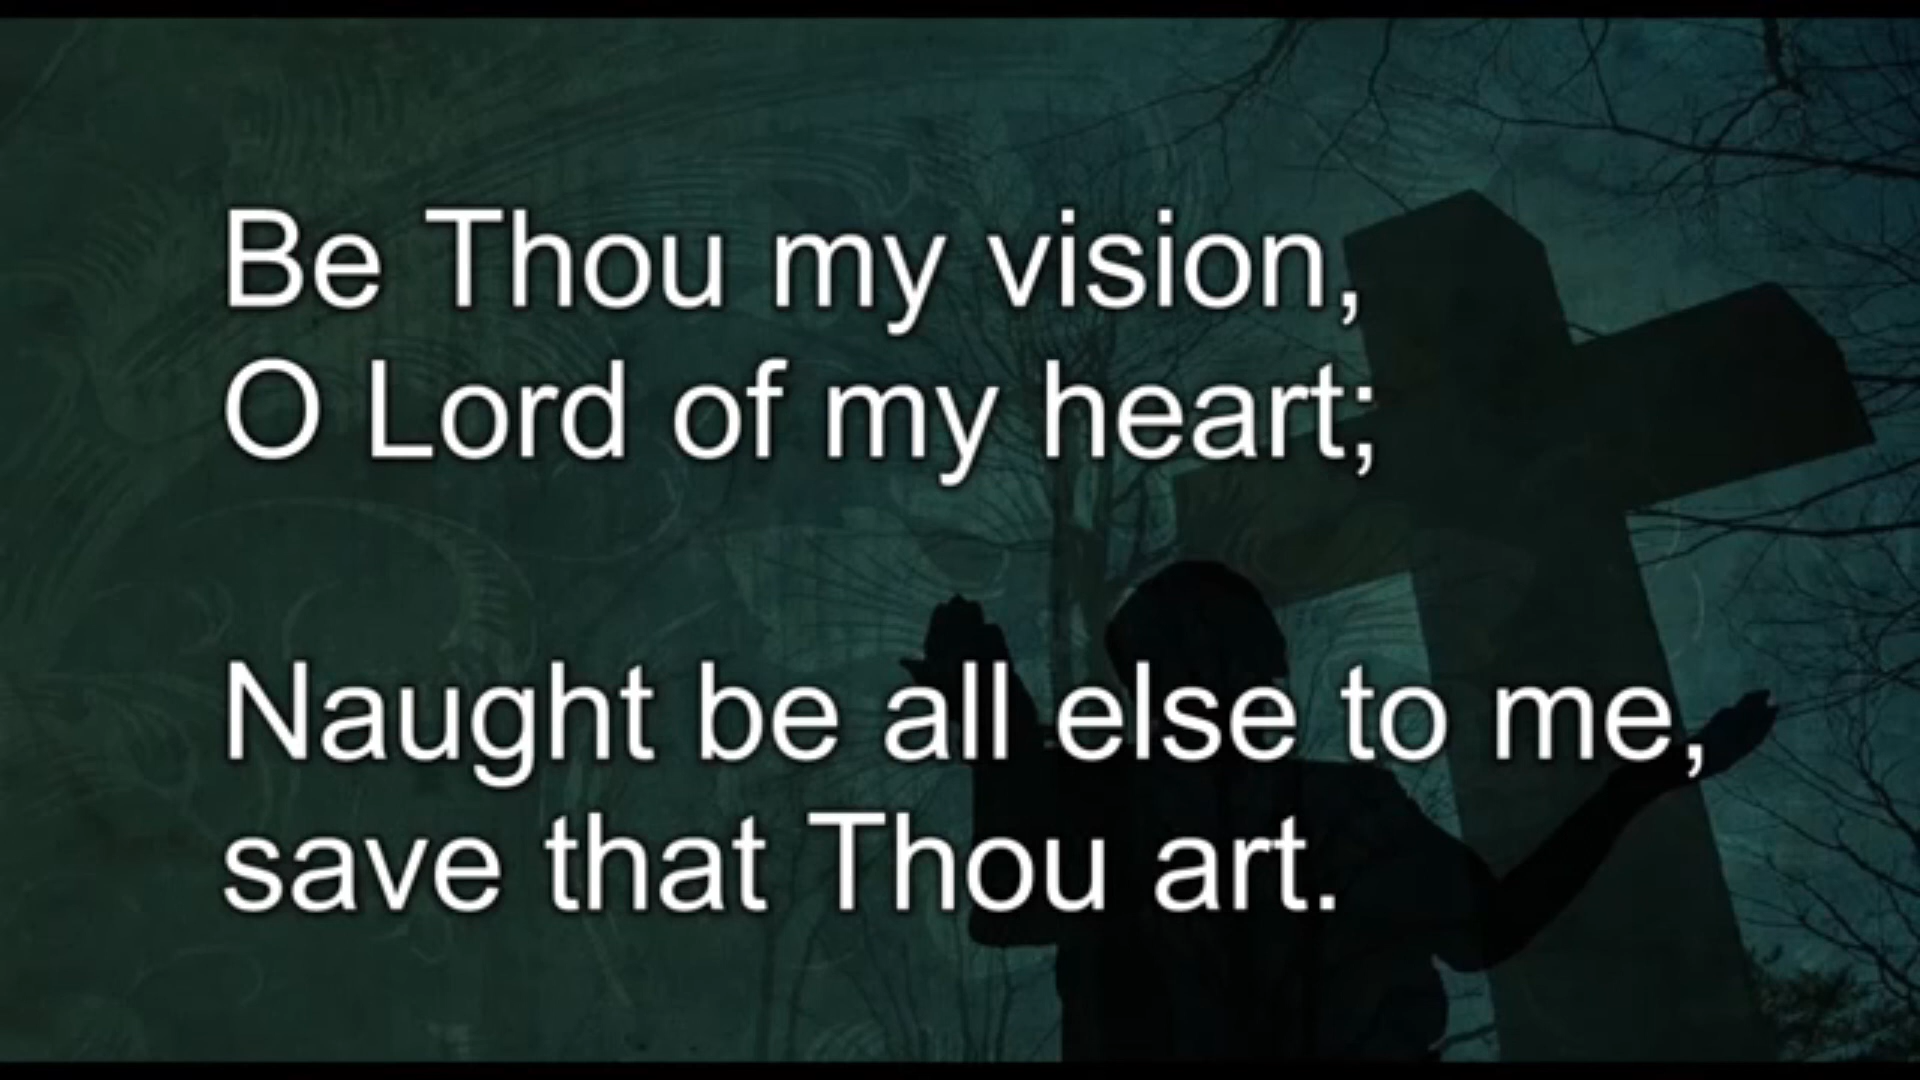 Be Thou my vision,
O Lord of my heart;
Naught be all else to me,
save that Thou art.